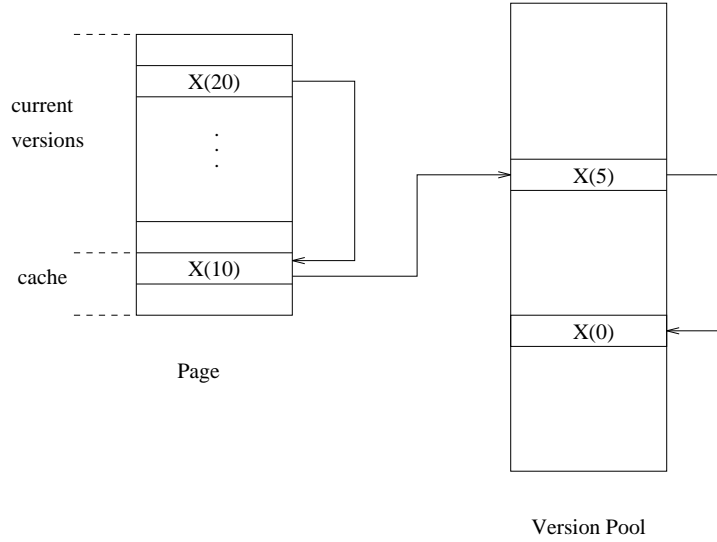 X(20)
current
versions
X(10)
cache
Page
X(5)
X(0)
Version Pool